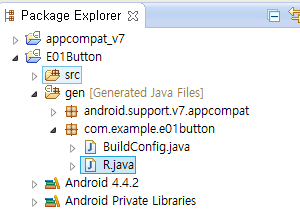 Package Explorer
appcompat_v7
E01Button
src
gen [Generated Java Files]
android.support.v7.appcompat
com.example.e01button
BuildConfig.java
R.java
Android 4.4.2
Android Private Libraries